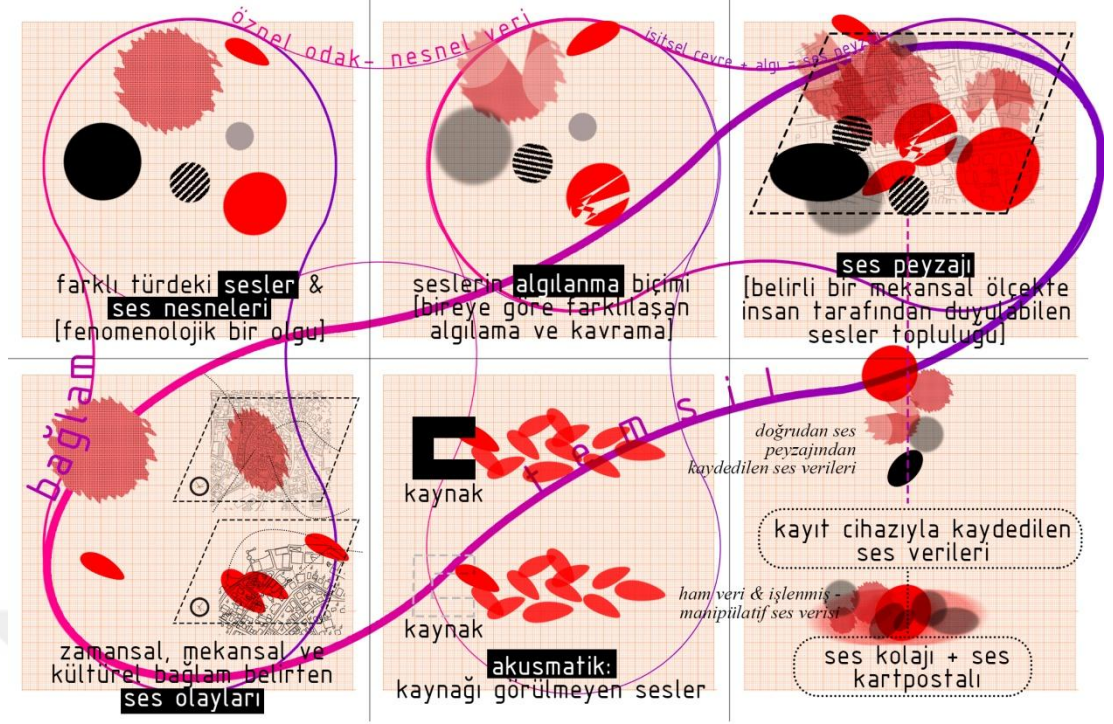 öznel odak- nesnel veri
işitsel çevre + algı = ses peyzajı
farklı türdeki sesler &
ses nesneleri
[fenomenolojik bir olgu]
seslerin algılanma biçimi
[bireye göre farklılaşan
algılama ve kavrama]
ses peyzajı
[belirli bir mekansal ölçekte
insan tarafından duyulabilen
sesler topluluğu]
bağlam
temsil
kaynak
kaynak
zamansal, mekansal ve
kültürel bağlam belirten
ses olayları
akusmatik:
kaynağı görülmeyen sesler
doğrudan ses
peyzajından
kaydedilen ses verileri
kayıt cihazıyla kaydedilen
ses verileri
ham veri & işlenmiş -
manipülatif ses verisi
ses kolajı + ses
kartpostalı